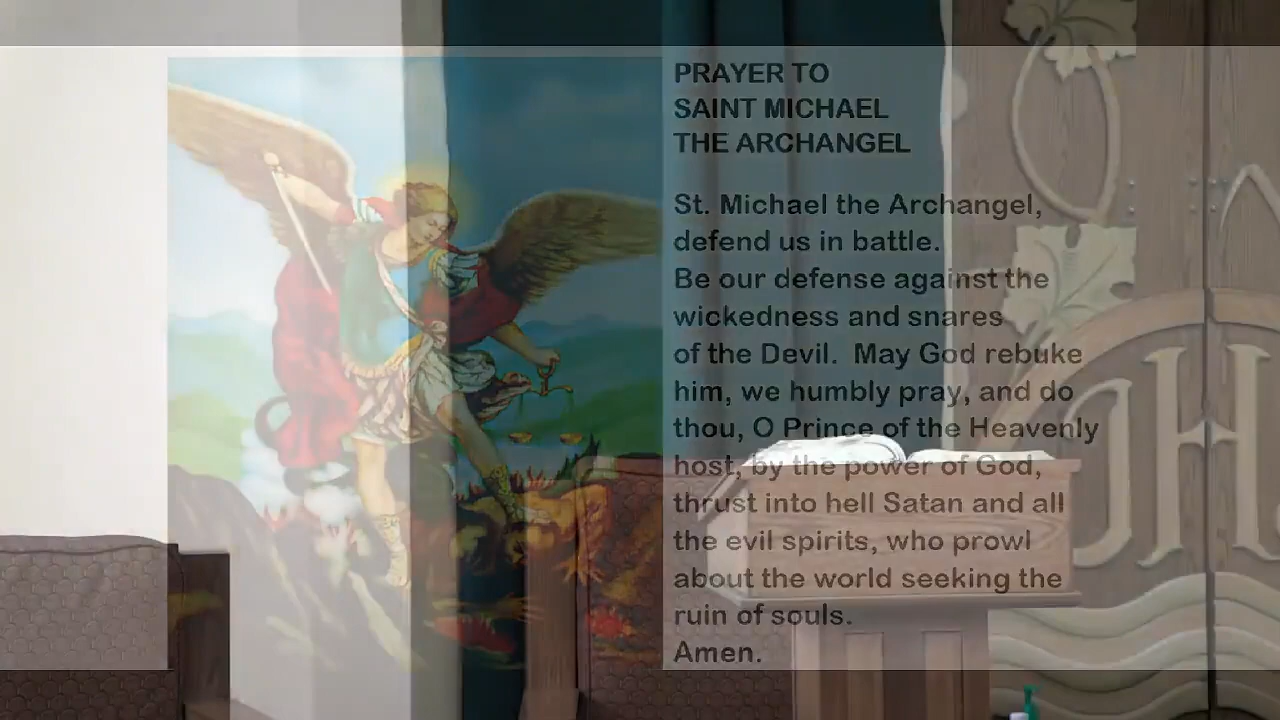 PRAYER TO
SAINT MICHAEL
THE ARCHANGEL
St. Michael the Archangel,
defend us in battle.
Be our defense against the
wickedness and snares
of the Devil.  May God rebuke
him, we humbly pray, and do
thou, O Prince of the Heavenly
host, by the power of God,
thrust into hell Satan and all
the evil spirits, who prowl
about the world seeking the
ruin of souls.
Amen.